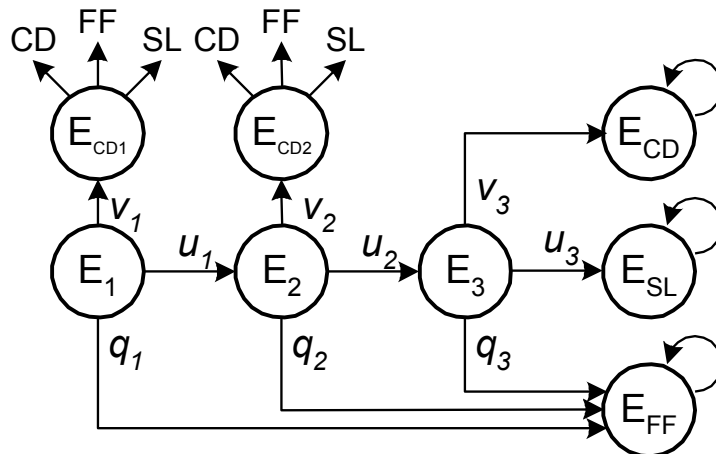 CD FF SL CD FF SL
E_CD1 E_CD2 E_CD
v_1 v_2 v_3
E_1 u_1 E_2 u_2 E_3 u_3 E_SL
q_1 q_2 q_3
E_FF